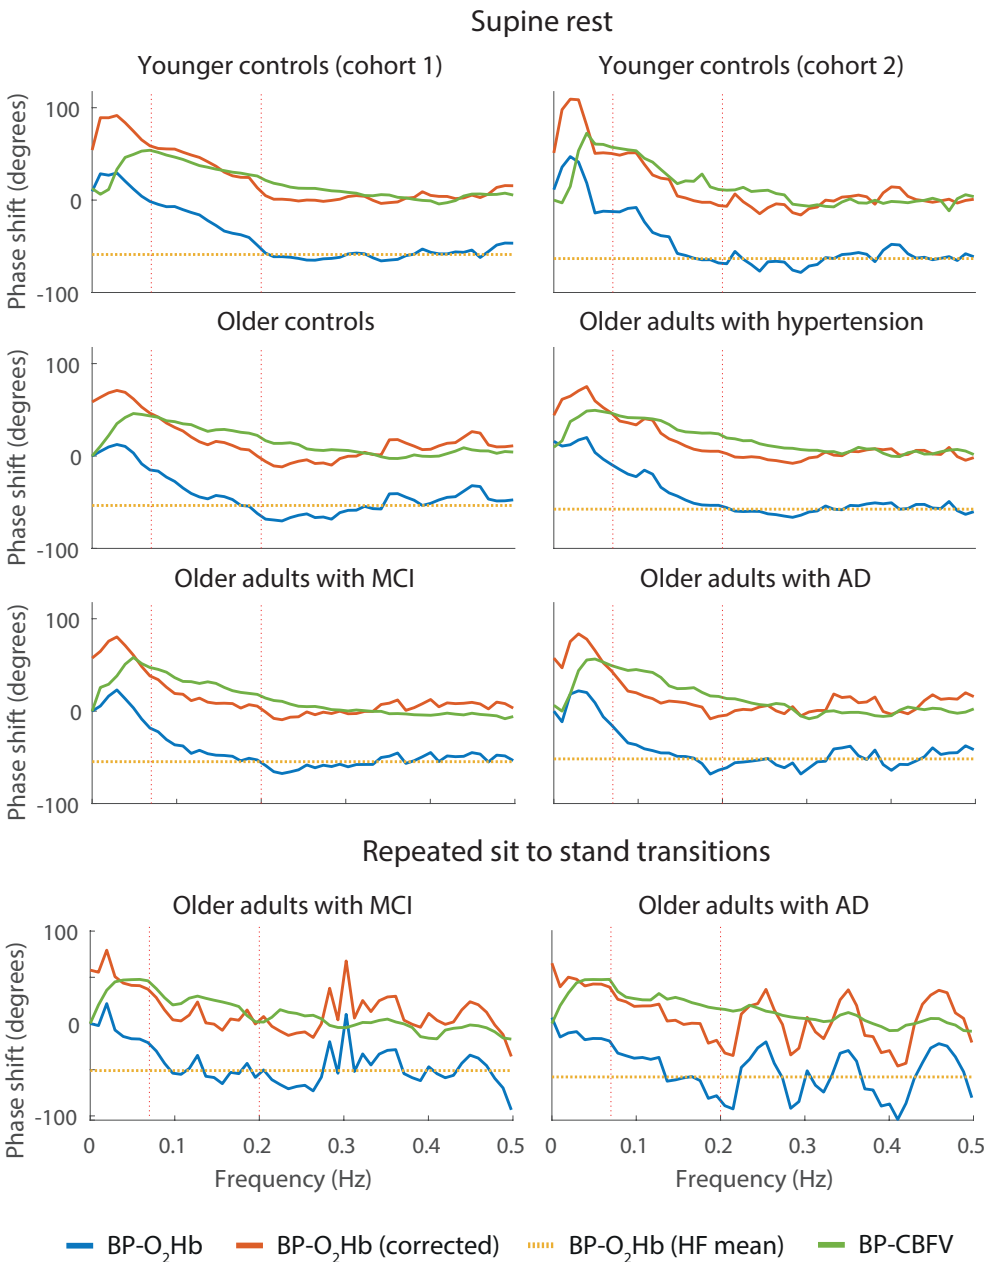 Supine rest
Younger controls (cohort 1)
Younger controls (cohort 2)
Phase shift (degrees)
100
0
-100
Older controls
Older adults with hypertension
Phase shift (degrees)
100
0
-100
Older adults with MCI
Older adults with AD
Phase shift (degrees)
100
0
-100
Repeated sit to stand transitions
Older adults with MCI
Older adults with AD
Phase shift (degrees)
100
0
-100
0 0.1 0.2 0.3 0.4 0.5
0 0.1 0.2 0.3 0.4 0.5
Frequency (Hz)
Frequency (Hz)
BP-O₂Hb BP-O₂Hb (corrected) BP-O₂Hb (HF mean) BP-CBFV